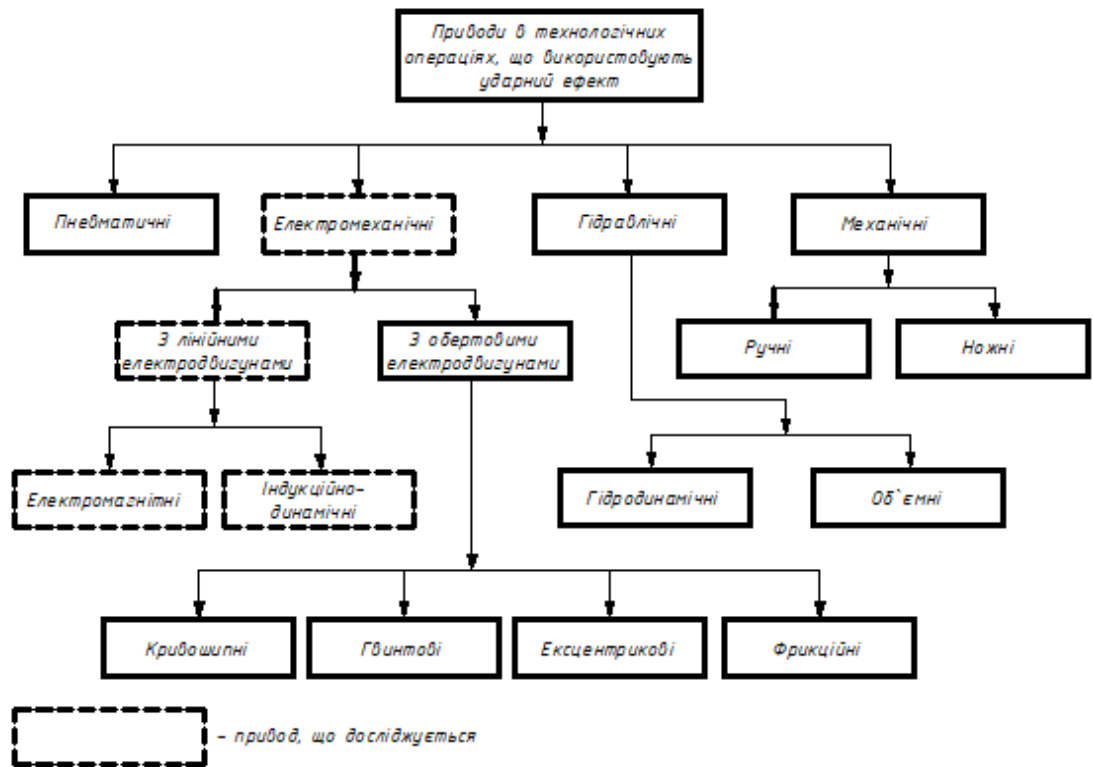 Приводи в технологічних
операціях, що використовують
ударний ефект
Пневматичні
Електромеханічні
Гідравлічні
Механічні
З лінійними
електродвигунами
З обертовими
електродвигунами
Ручні
Ножні
Електромагнітні
Індукційно-
динамічні
Гідродинамічні
Об`ємні
Кривошипні
Гвинтові
Ексцентрикові
Фрикційні
– привод, що досліджується